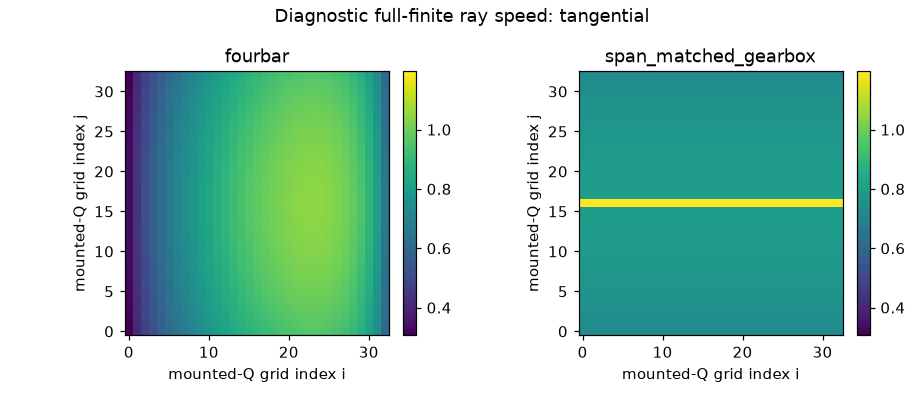 Diagnostic full-finite ray speed: tangential
fourbar
mounted-Q grid index j
30
25
20
15
10
5
0
0 10 20 30
mounted-Q grid index i
1.0
0.8
0.6
0.4
span_matched_gearbox
mounted-Q grid index j
30
25
20
15
10
5
0
0 10 20 30
mounted-Q grid index i
1.0
0.8
0.6
0.4